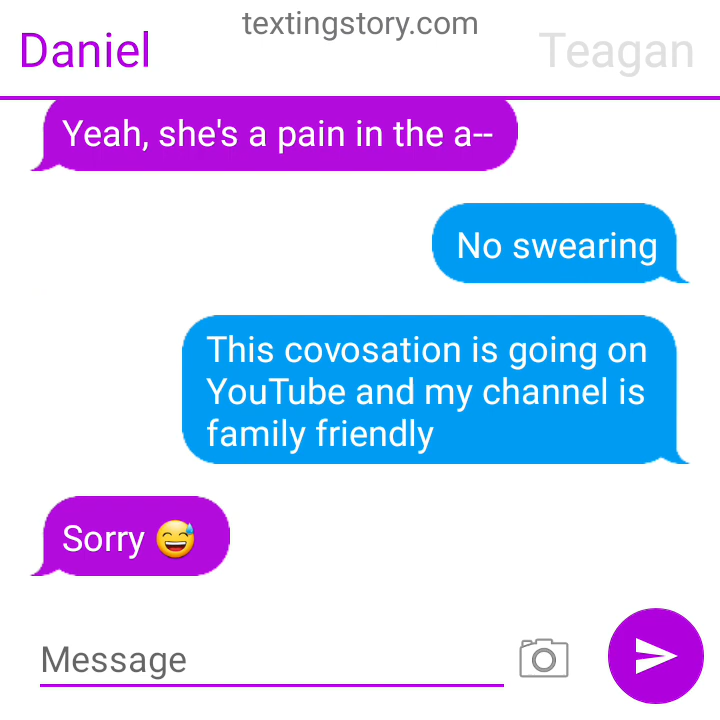 textingstory.com
Daniel
Teagan
Yeah, she's a pain in the a--
No swearing
This covosation is going on
YouTube and my channel is
family friendly
Sorry 😅
Message